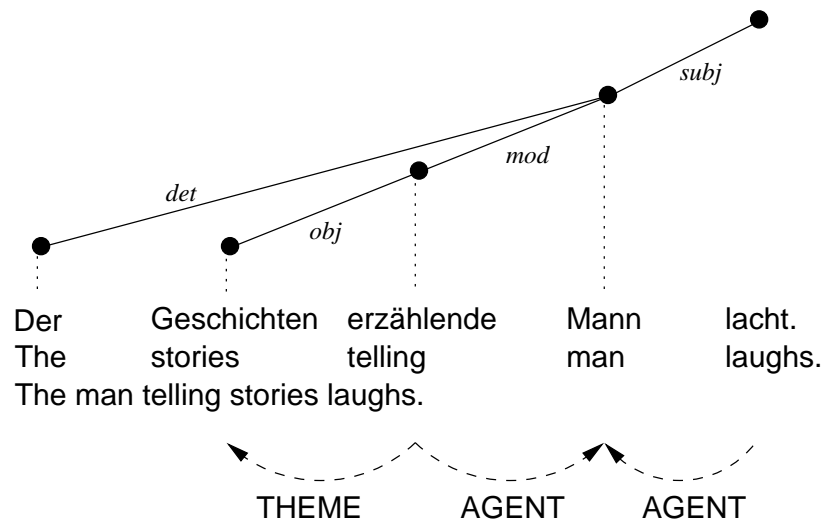 subj
mod
det
obj
Der Geschichten erzählende Mann lacht.
The stories telling man laughs.
The man telling stories laughs.
THEME AGENT AGENT